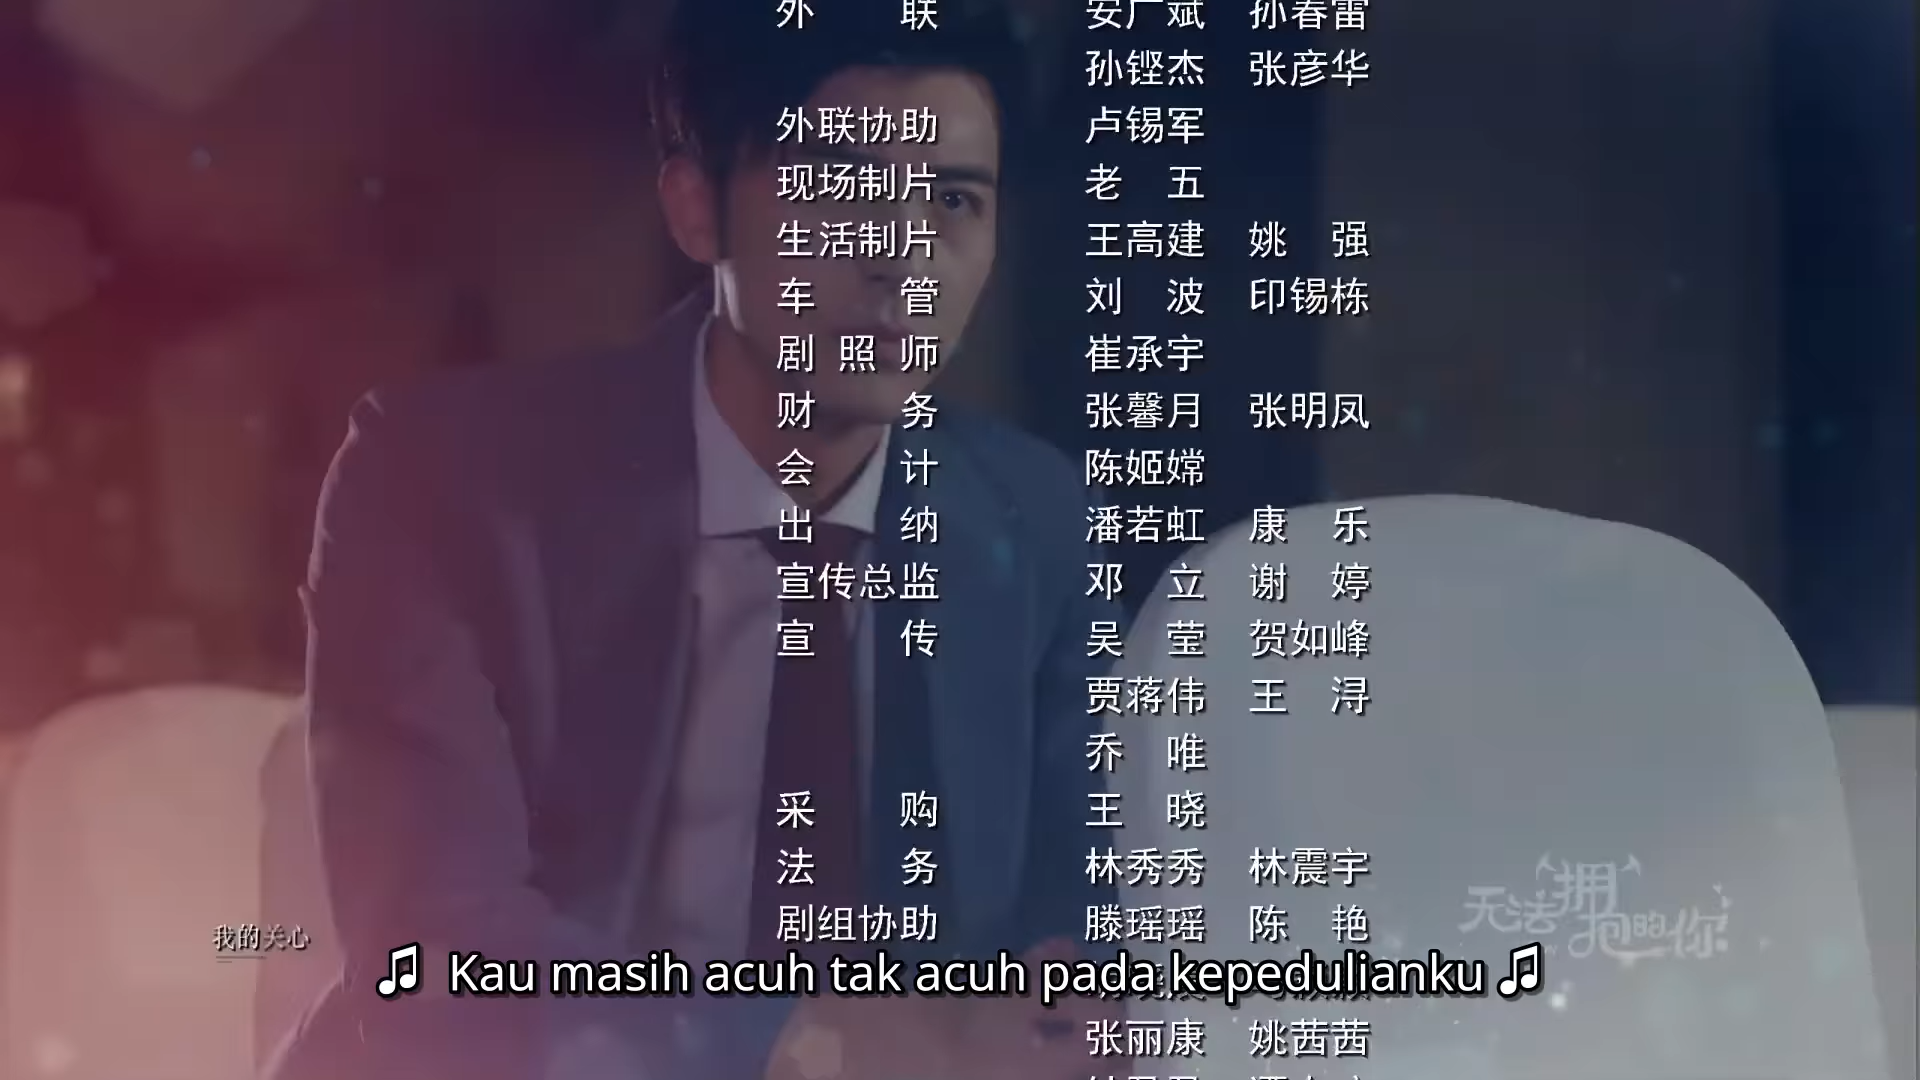 外 联 安广斌 孙春雷
孙铿杰 张彦华
外联协助 卢锡军
现场制片 老 五
生活制片 王高建 姚 强
车 管 刘 波 印锡栋
剧 照 师 崔承宇
财 务 张馨月 张明凤
会 计 陈姬嫦
出 纳 潘若虹 康 乐
宣传总监 邓 立 谢 婷
宣 传 吴 莹 贺如峰
贾蒋伟 王 浔
乔 唯
采 购 王 晓
法 务 林秀秀 林震宇
剧组协助 滕瑶瑶 陈 艳
我的关心
无法拥抱的你
♫ Kau masih acuh tak acuh pada kepedulianku ♫
张丽康 姚茜茜